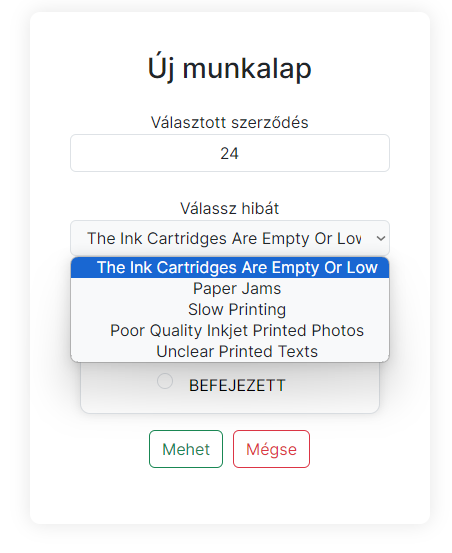 Új munkalap
Választott szerződés
24
Válassz hibát
The Ink Cartridges Are Empty Or Low
The Ink Cartridges Are Empty Or Low
Paper Jams
Slow Printing
Poor Quality Inkjet Printed Photos
Unclear Printed Texts
BEFEJEZETT
Mehet Mégse